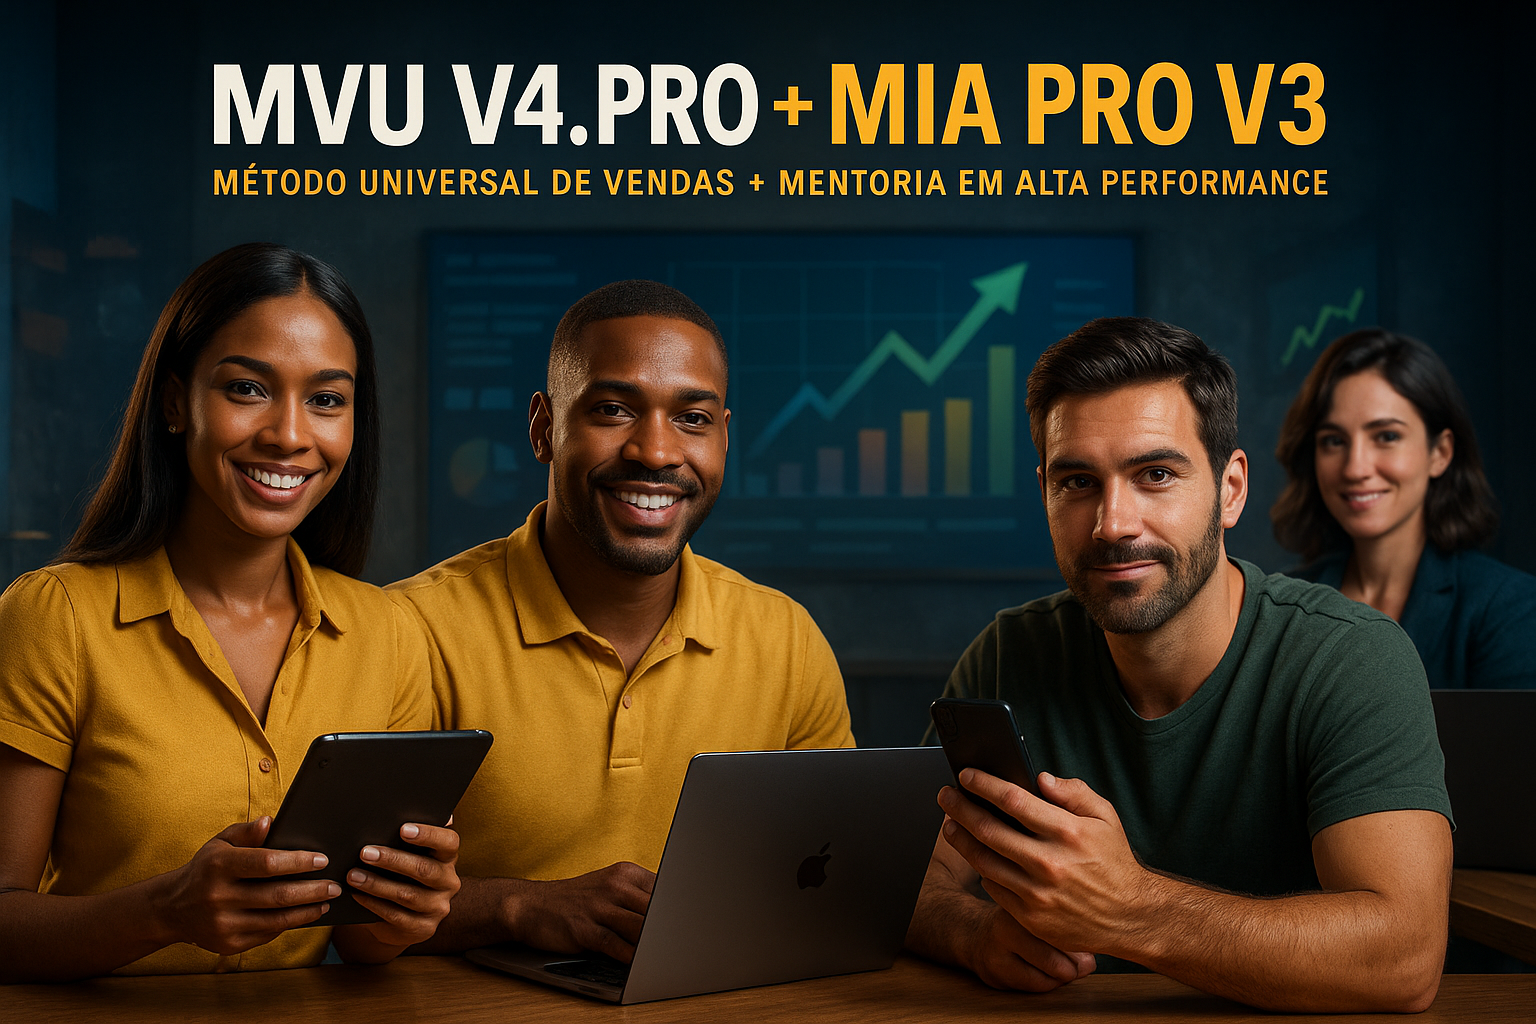 MVU V4.PRO + MIA PRO V3
MÉTODO UNIVERSAL DE VENDAS + MENTORIA EM ALTA PERFORMANCE